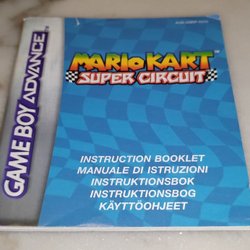 GAME BOY ADVANCE
MARIO KART
SUPER CIRCUIT
INSTRUCTION BOOKLET
MANUALE DI ISTRUZIONI
INSTRUKTIONSBOK
INSTRUKTIONSBOG
KÄYTTÖOHJEET